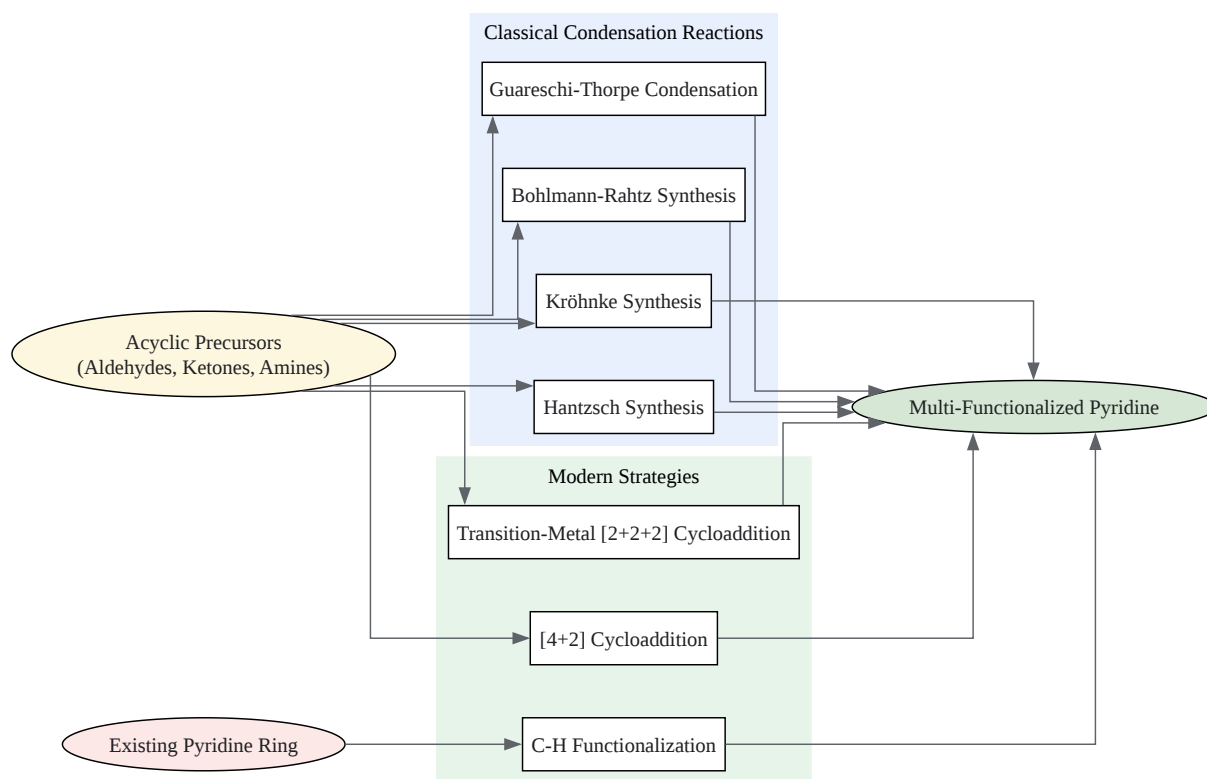 Classical Condensation Reactions
Guareschi-Thorpe Condensation
Bohlmann-Rahtz Synthesis
Kröhnke Synthesis
Acyclic Precursors
(Aldehydes, Ketones, Amines)
Hantzsch Synthesis
Multi-Functionalized Pyridine
Modern Strategies
Transition-Metal [2+2+2] Cycloaddition
[4+2] Cycloaddition
Existing Pyridine Ring
C-H Functionalization